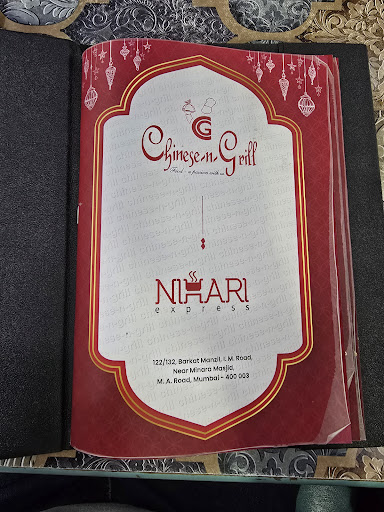 CG
Chinese-n-Grill
Food - a passion with us
NIHARI
express
122/132, Barkat Manzil, I. M. Road,
Near Minara Masjid,
M. A. Road, Mumbai - 400 003